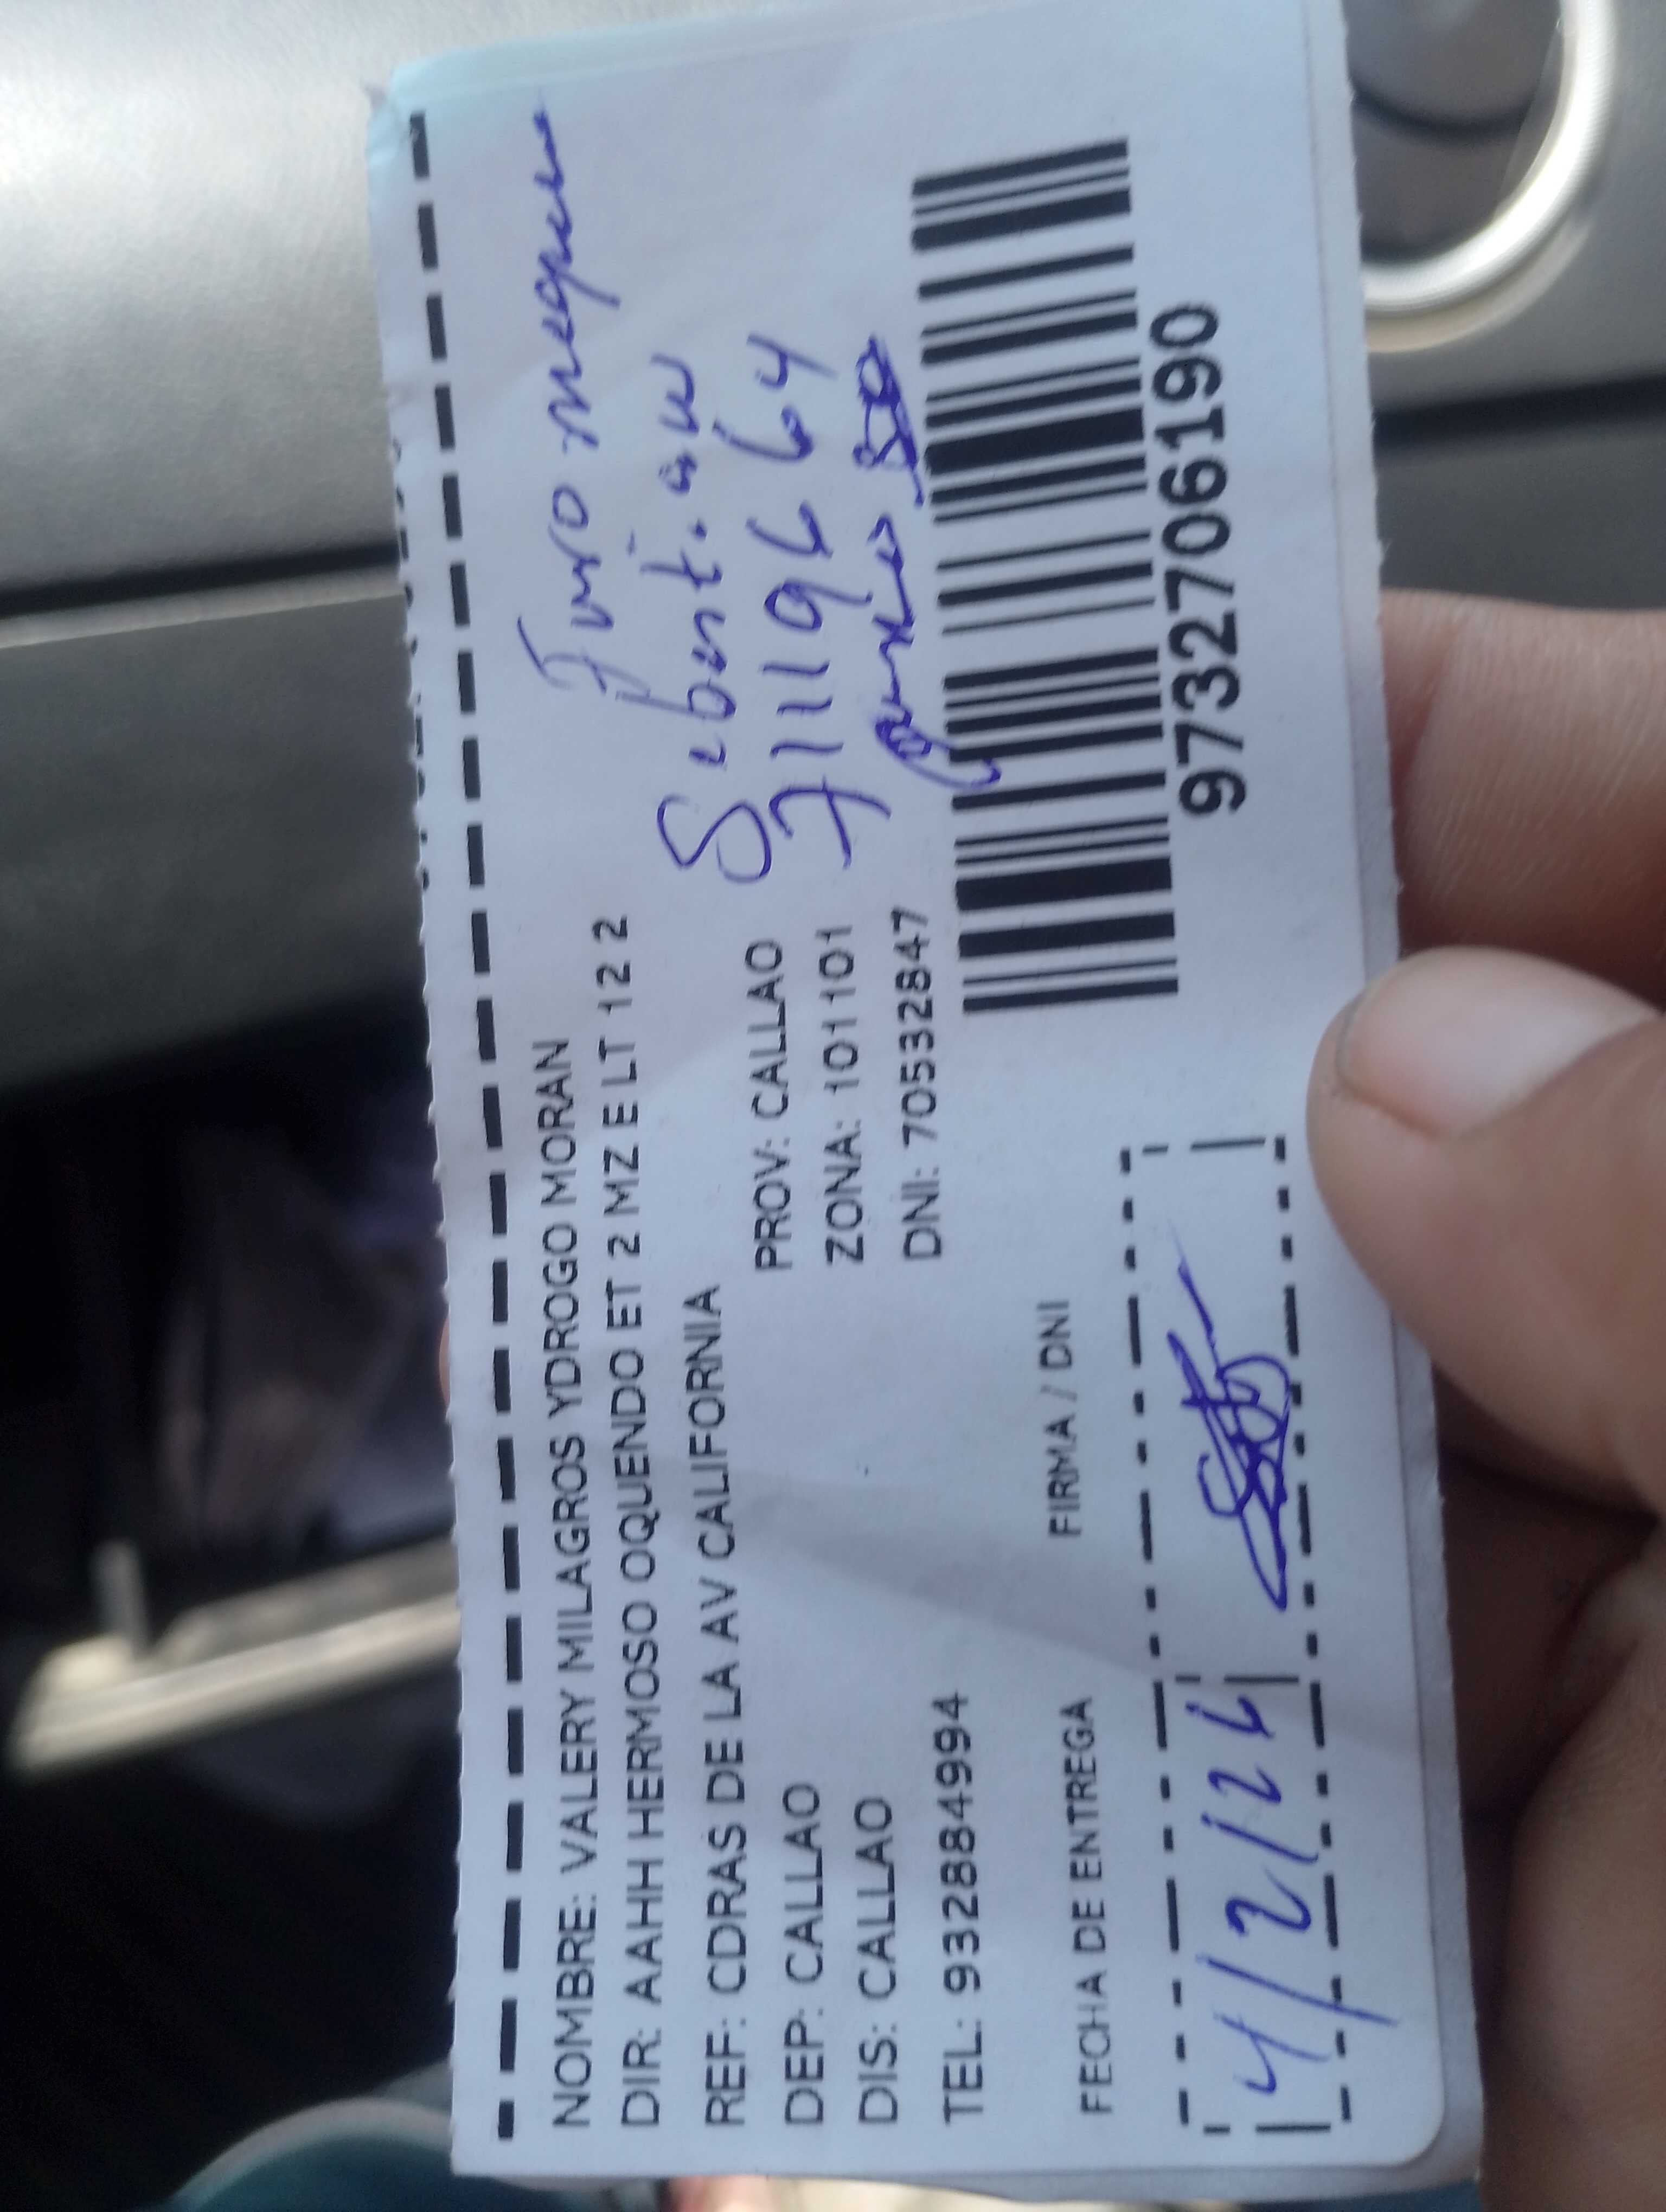 NOMBRE: VALERY MILAGROS YDROGO MORAN
DIR: AAHH HERMOSO OQUENDO ET 2 MZ E LT 12 2
REF: CDRAS DE LA AV CALIFORNIA
DEP: CALLAO PROV: CALLAO
DIS: CALLAO ZONA: 101101
TEL: 932884994 DNI: 70532847
FECHA DE ENTREGA FIRMA / DNI
4/2/24
9732706190